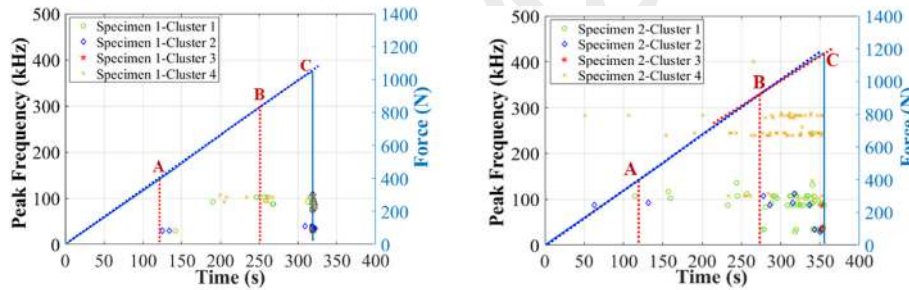 500
400
300
200
100
0
Peak Frequency (kHz)
Specimen 1-Cluster 1
Specimen 1-Cluster 2
Specimen 1-Cluster 3
Specimen 1-Cluster 4
A
B
C
1400
1200
1000
800
600
400
200
0
Force (N)
0 50 100 150 200 250 300 350 400
Time (s)
500
400
300
200
100
0
Peak Frequency (kHz)
Specimen 2-Cluster 1
Specimen 2-Cluster 2
Specimen 2-Cluster 3
Specimen 2-Cluster 4
A
B
C
1400
1200
1000
800
600
400
200
0
Force (N)
0 50 100 150 200 250 300 350 400
Time (s)